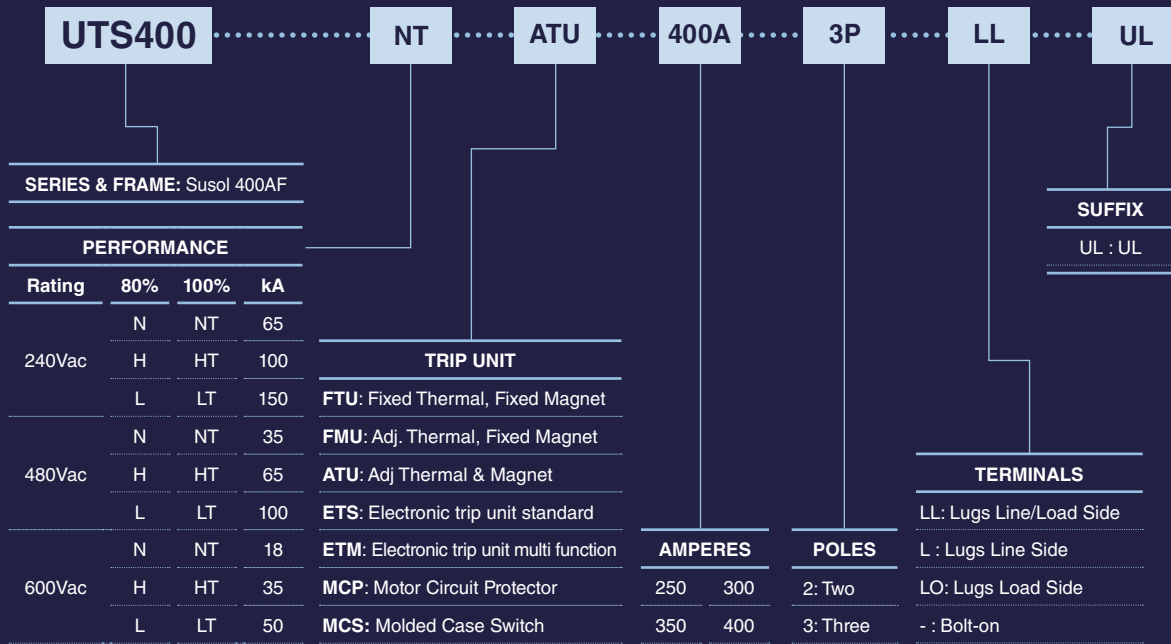 UTS400 NT ATU 400A 3P LL UL
SERIES & FRAME: Susol 400AF
PERFORMANCE
Rating 80% 100% kA
240Vac
N NT 65
H HT 100
L LT 150
480Vac
N NT 35
H HT 65
L LT 100
600Vac
N NT 18
H HT 35
L LT 50
TRIP UNIT
FTU: Fixed Thermal, Fixed Magnet
FMU: Adj. Thermal, Fixed Magnet
ATU: Adj Thermal & Magnet
ETS: Electronic trip unit standard
ETM: Electronic trip unit multi function
MCP: Motor Circuit Protector
MCS: Molded Case Switch
AMPERES
250 300
350 400
POLES
2: Two
3: Three
TERMINALS
LL: Lugs Line/Load Side
L : Lugs Line Side
LO: Lugs Load Side
- : Bolt-on
SUFFIX
UL : UL